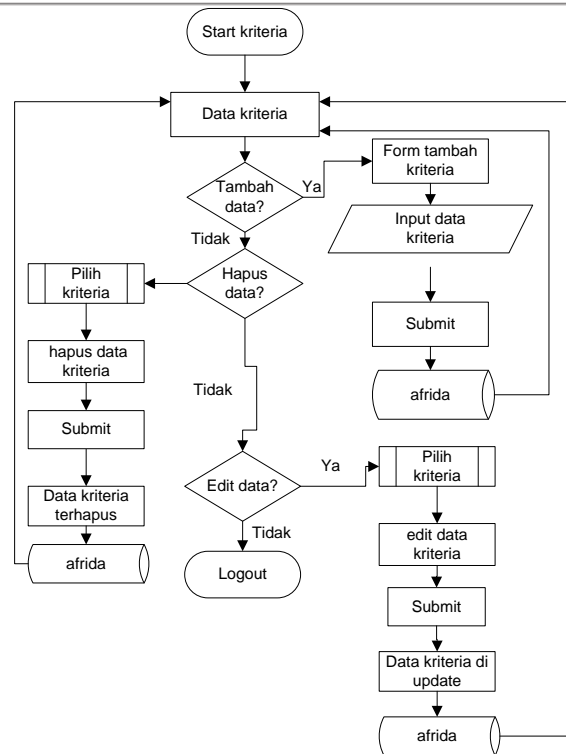 Start kriteria
Data kriteria
Tambah
data?
Ya
Form tambah
kriteria
Input data
kriteria
Submit
afrida
Tidak
Hapus
data?
Pilih
kriteria
hapus data
kriteria
Submit
Data kriteria
terhapus
afrida
Tidak
Edit data?
Ya
Pilih
kriteria
edit data
kriteria
Submit
Data kriteria di
update
afrida
Tidak
Logout